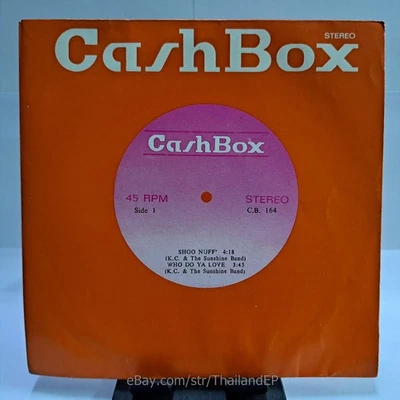 CashBox
STEREO
CashBox
45 RPM STEREO
Side 1 C.B. 164
SHOO NUFF' 4:18
(K.C. & The Sunshine Band)
WHO DO YA LOVE 3:45
(K.C. & The Sunshine Band)
eBay.com/str/ThailandEP